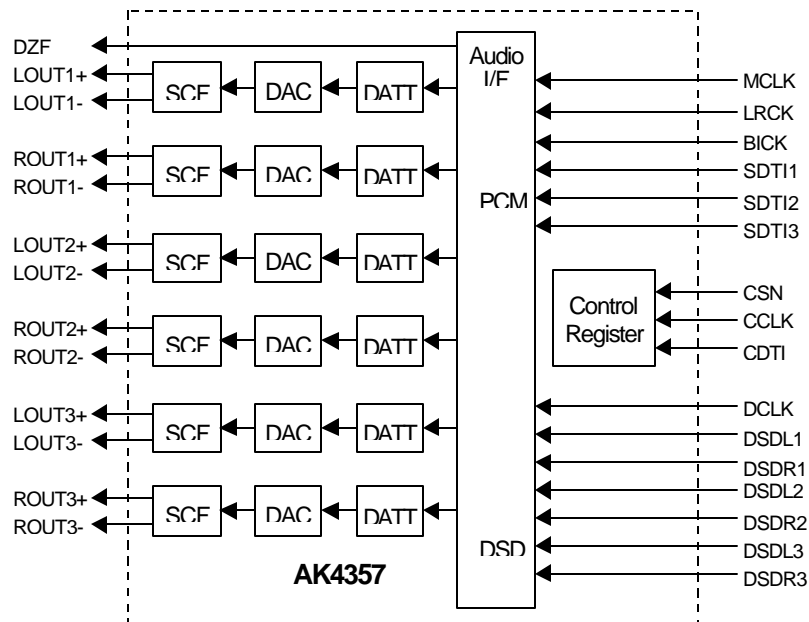 DZF
LOUT1+
LOUT1-
SCF
DAC
DATT
ROUT1+
ROUT1-
SCF
DAC
DATT
LOUT2+
LOUT2-
SCF
DAC
DATT
ROUT2+
ROUT2-
SCF
DAC
DATT
LOUT3+
LOUT3-
SCF
DAC
DATT
ROUT3+
ROUT3-
SCF
DAC
DATT
AK4357
Audio
I/F
PCM
DSD
Control
Register
MCLK
LRCK
BICK
SDTI1
SDTI2
SDTI3
CSN
CCLK
CDTI
DCLK
DSDL1
DSDR1
DSDL2
DSDR2
DSDL3
DSDR3